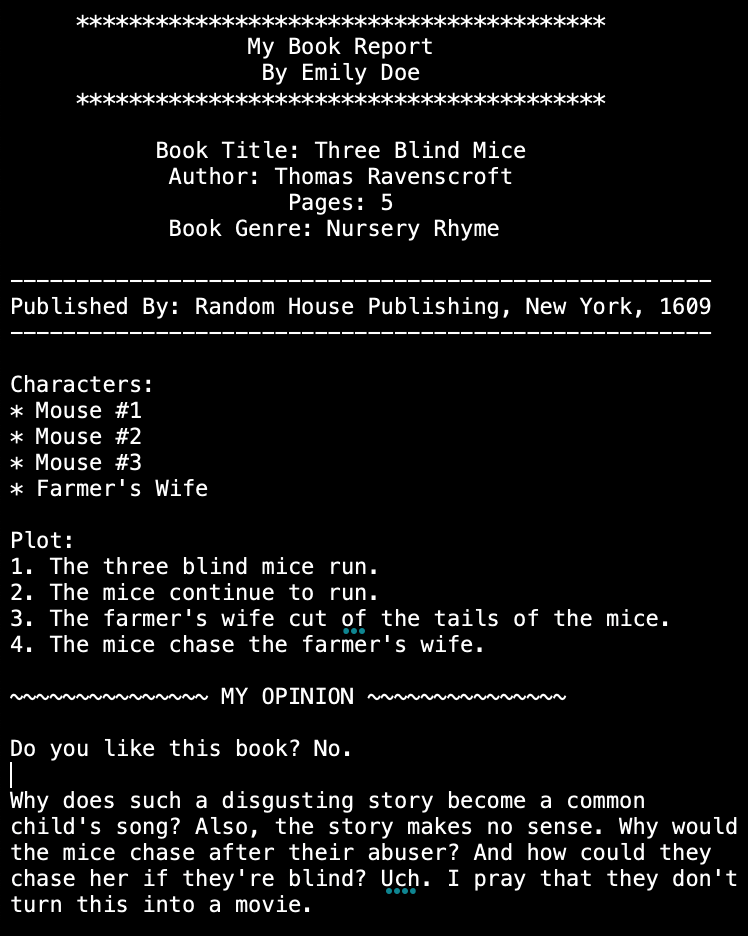 ****************************************
My Book Report
By Emily Doe
****************************************
Book Title: Three Blind Mice
Author: Thomas Ravenscroft
Pages: 5
Book Genre: Nursery Rhyme
-----------------------------------------------------
Published By: Random House Publishing, New York, 1609
-----------------------------------------------------
Characters:
* Mouse #1
* Mouse #2
* Mouse #3
* Farmer's Wife
Plot:
1. The three blind mice run.
2. The mice continue to run.
3. The farmer's wife cut of the tails of the mice.
4. The mice chase the farmer's wife.
~~~~~~~~~~~~~~~ MY OPINION ~~~~~~~~~~~~~~~
Do you like this book? No.
Why does such a disgusting story become a common
child's song? Also, the story makes no sense. Why would
the mice chase after their abuser? And how could they
chase her if they're blind? Uch. I pray that they don't
turn this into a movie.